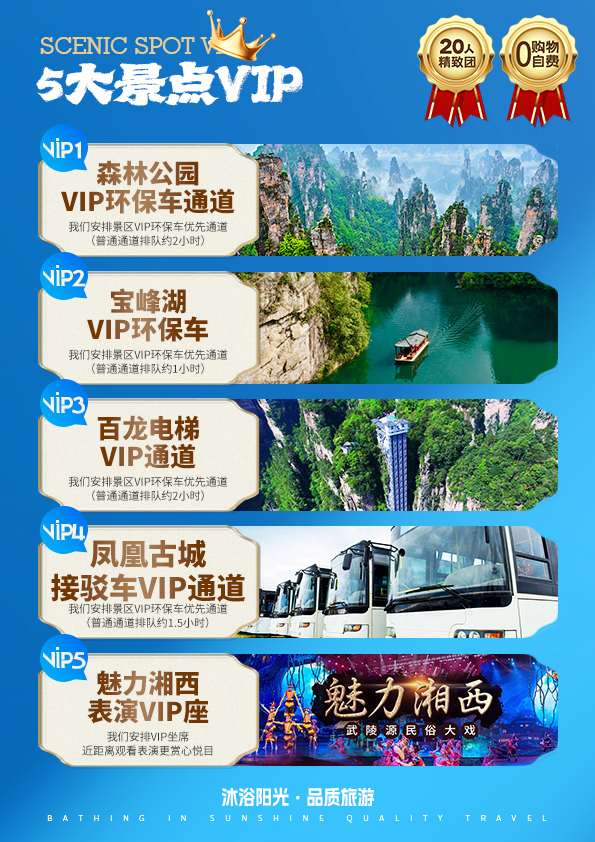 SCENIC SPOT V
5大景点VIP
20人
精致团
0购物
自费
ViP1
森林公园
VIP环保车通道
我们安排景区VIP环保车优先通道
（普通通道排队约2小时）
ViP2
宝峰湖
VIP环保车
我们安排景区VIP环保车优先通道
（普通通道排队约1小时）
ViP3
百龙电梯
VIP通道
我们安排景区VIP环保车优先通道
（普通通道排队约2小时）
ViP4
凤凰古城
接驳车VIP通道
我们安排景区VIP环保车优先通道
（普通通道排队约1.5小时）
ViP5
魅力湘西
表演VIP座
我们安排VIP坐席
近距离观看表演更赏心悦目
魅力湘西
武陵源民俗大戏
沐浴阳光·品质旅游
BATHING IN SUNSHINE QUALITY TRAVEL